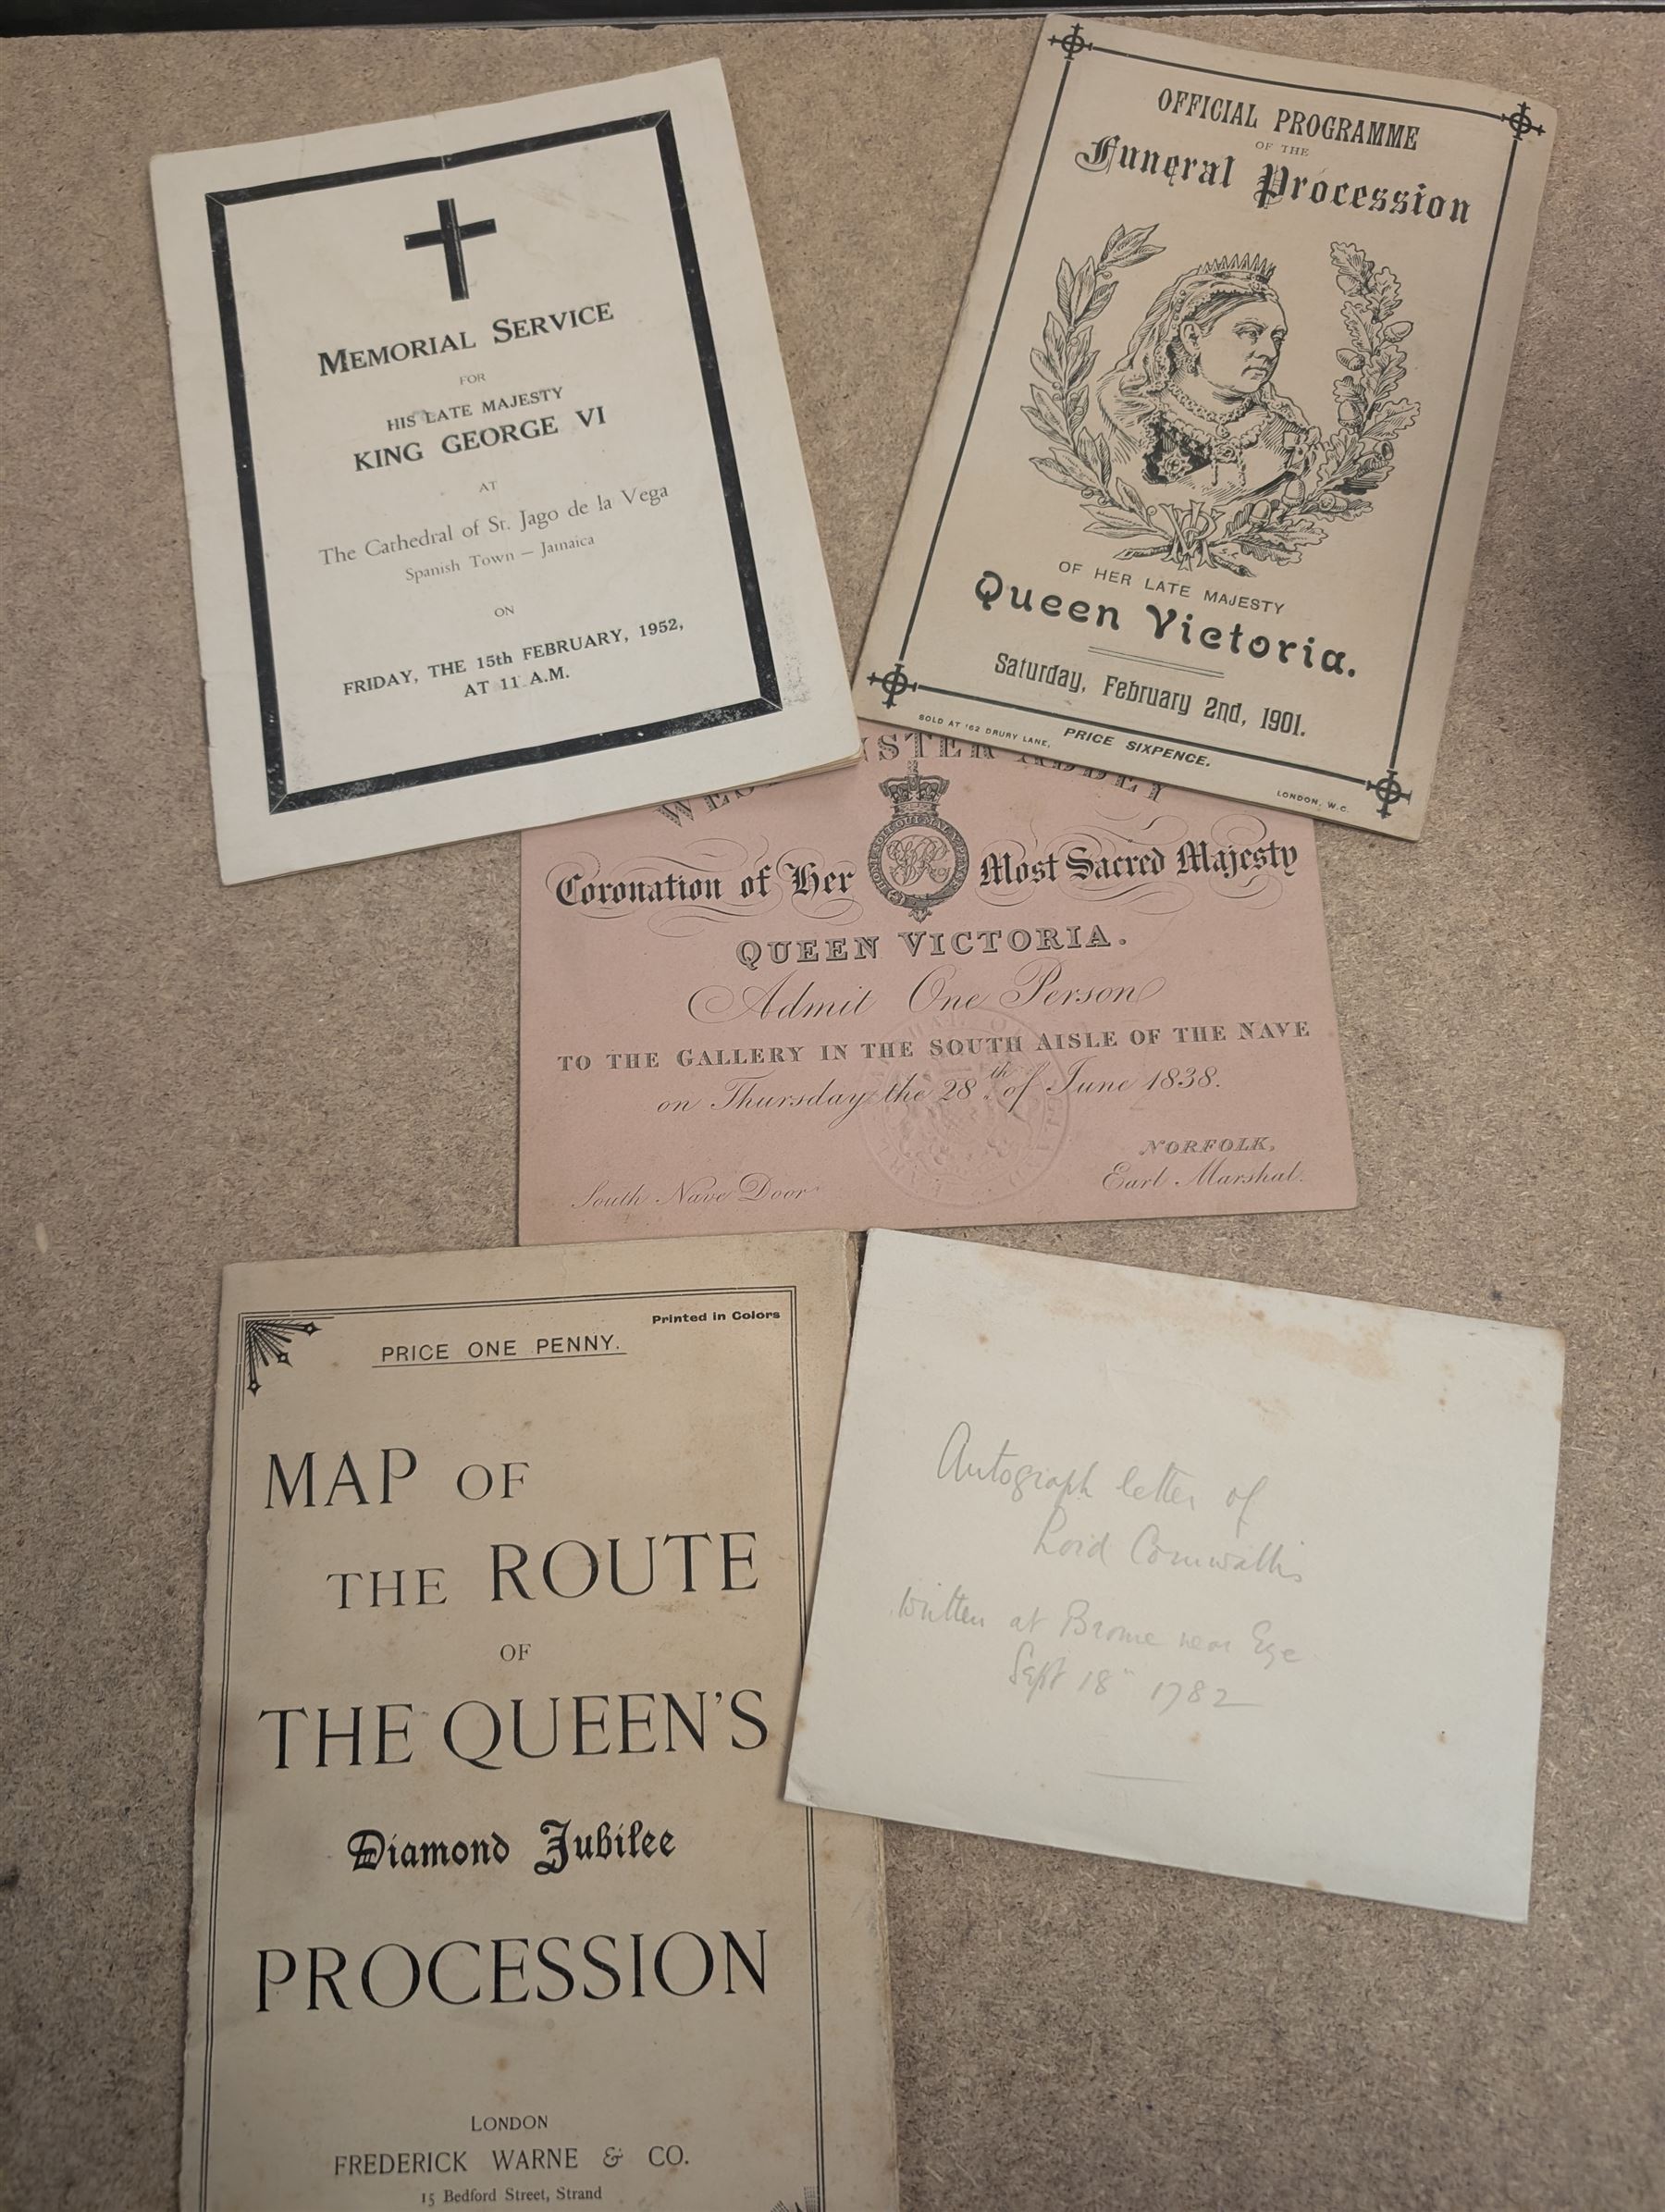 MEMORIAL SERVICE
FOR
HIS LATE MAJESTY
KING GEORGE VI
AT
The Cathedral of St. Jago de la Vega
Spanish Town — Jamaica
ON
FRIDAY, THE 15th FEBRUARY, 1952,
AT 11 A.M.
OFFICIAL PROGRAMME
OF THE
Funeral Procession
OF HER LATE MAJESTY
Queen Victoria.
Saturday, February 2nd, 1901.
SOLD AT '62 DRURY LANE, PRICE SIXPENCE. LONDON, W.C.
Coronation of Her Most Sacred Majesty
QUEEN VICTORIA.
Admit One Person
TO THE GALLERY IN THE SOUTH AISLE OF THE NAVE
on Thursday the 28th of June 1838.
NORFOLK,
South Nave Door Earl Marshal.
Printed in Colors
PRICE ONE PENNY.
MAP OF
THE ROUTE
OF
THE QUEEN'S
Diamond Jubilee
PROCESSION
LONDON
FREDERICK WARNE & CO.
15 Bedford Street, Strand
Autograph letter of
Lord Cornwallis
written at Brome near Eye
Sept 18th 1782